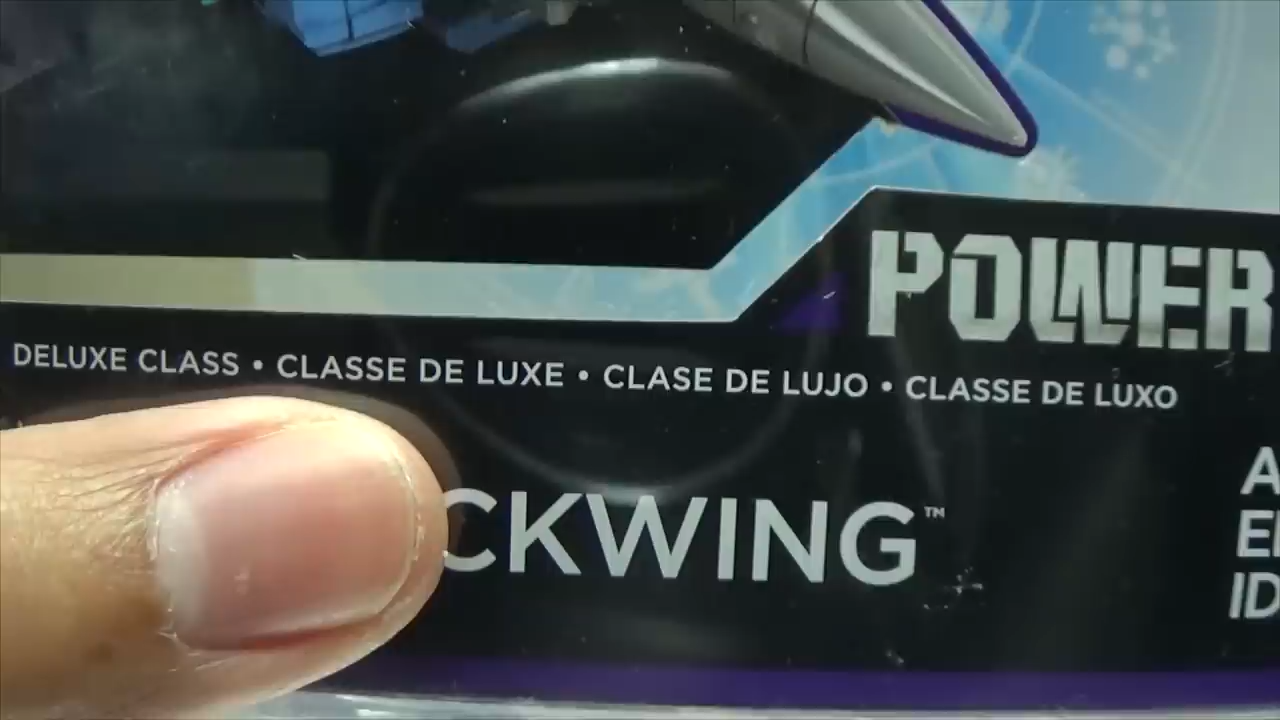 POWER
DELUXE CLASS • CLASSE DE LUXE • CLASE DE LUJO • CLASSE DE LUXO
CKWING™